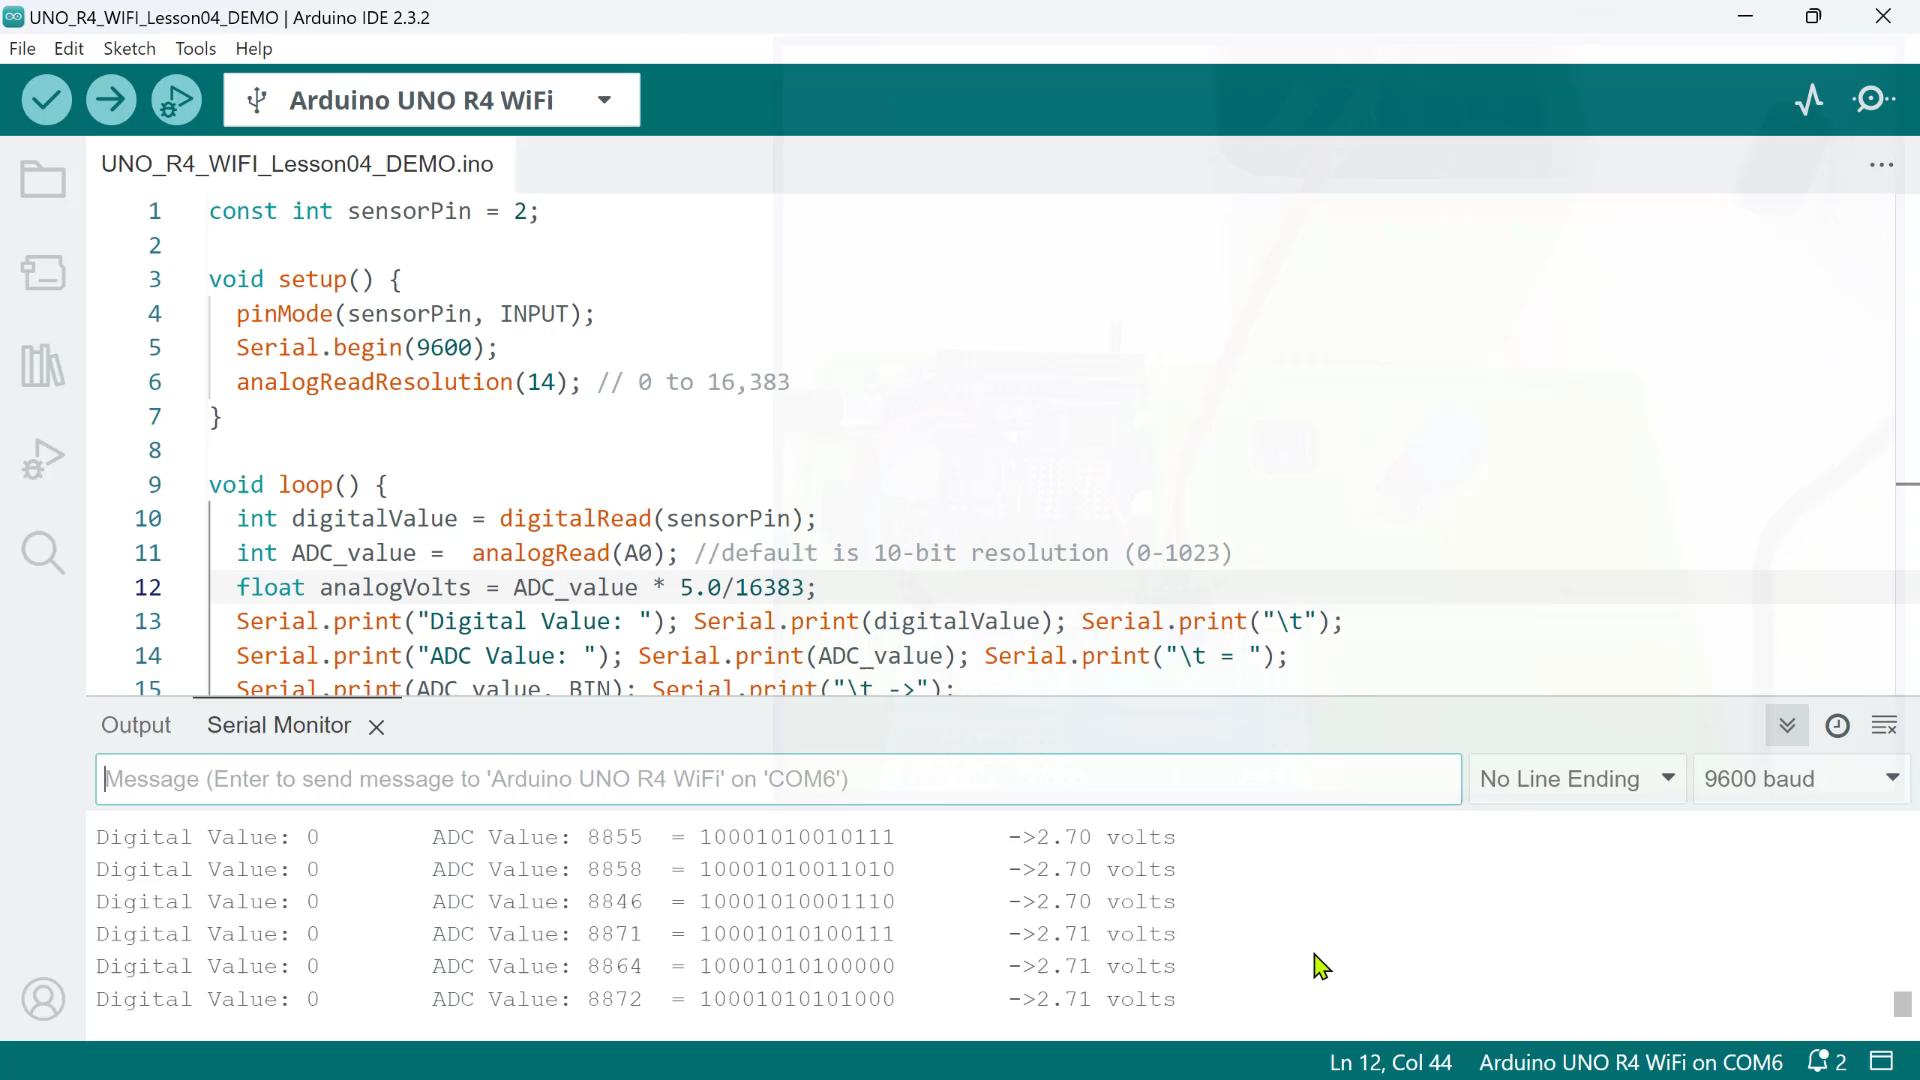 UNO_R4_WIFI_Lesson04_DEMO | Arduino IDE 2.3.2
File Edit Sketch Tools Help
Arduino UNO R4 WiFi
UNO_R4_WIFI_Lesson04_DEMO.ino
1 const int sensorPin = 2;
2
3 void setup() {
4 pinMode(sensorPin, INPUT);
5 Serial.begin(9600);
6 analogReadResolution(14); // 0 to 16,383
7 }
8
9 void loop() {
10 int digitalValue = digitalRead(sensorPin);
11 int ADC_value =  analogRead(A0); //default is 10-bit resolution (0-1023)
12 float analogVolts = ADC_value * 5.0/16383;
13 Serial.print("Digital Value: "); Serial.print(digitalValue); Serial.print("\t");
14 Serial.print("ADC Value: "); Serial.print(ADC_value); Serial.print("\t = ");
15 Serial.print(ADC_value, BIN); Serial.print("\t ->");
Output Serial Monitor
Message (Enter to send message to 'Arduino UNO R4 WiFi' on 'COM6') No Line Ending 9600 baud
Digital Value: 0 ADC Value: 8855 = 10001010010111 ->2.70 volts
Digital Value: 0 ADC Value: 8858 = 10001010011010 ->2.70 volts
Digital Value: 0 ADC Value: 8846 = 10001010001110 ->2.70 volts
Digital Value: 0 ADC Value: 8871 = 10001010100111 ->2.71 volts
Digital Value: 0 ADC Value: 8864 = 10001010100000 ->2.71 volts
Digital Value: 0 ADC Value: 8872 = 10001010101000 ->2.71 volts
Ln 12, Col 44 Arduino UNO R4 WiFi on COM6 2